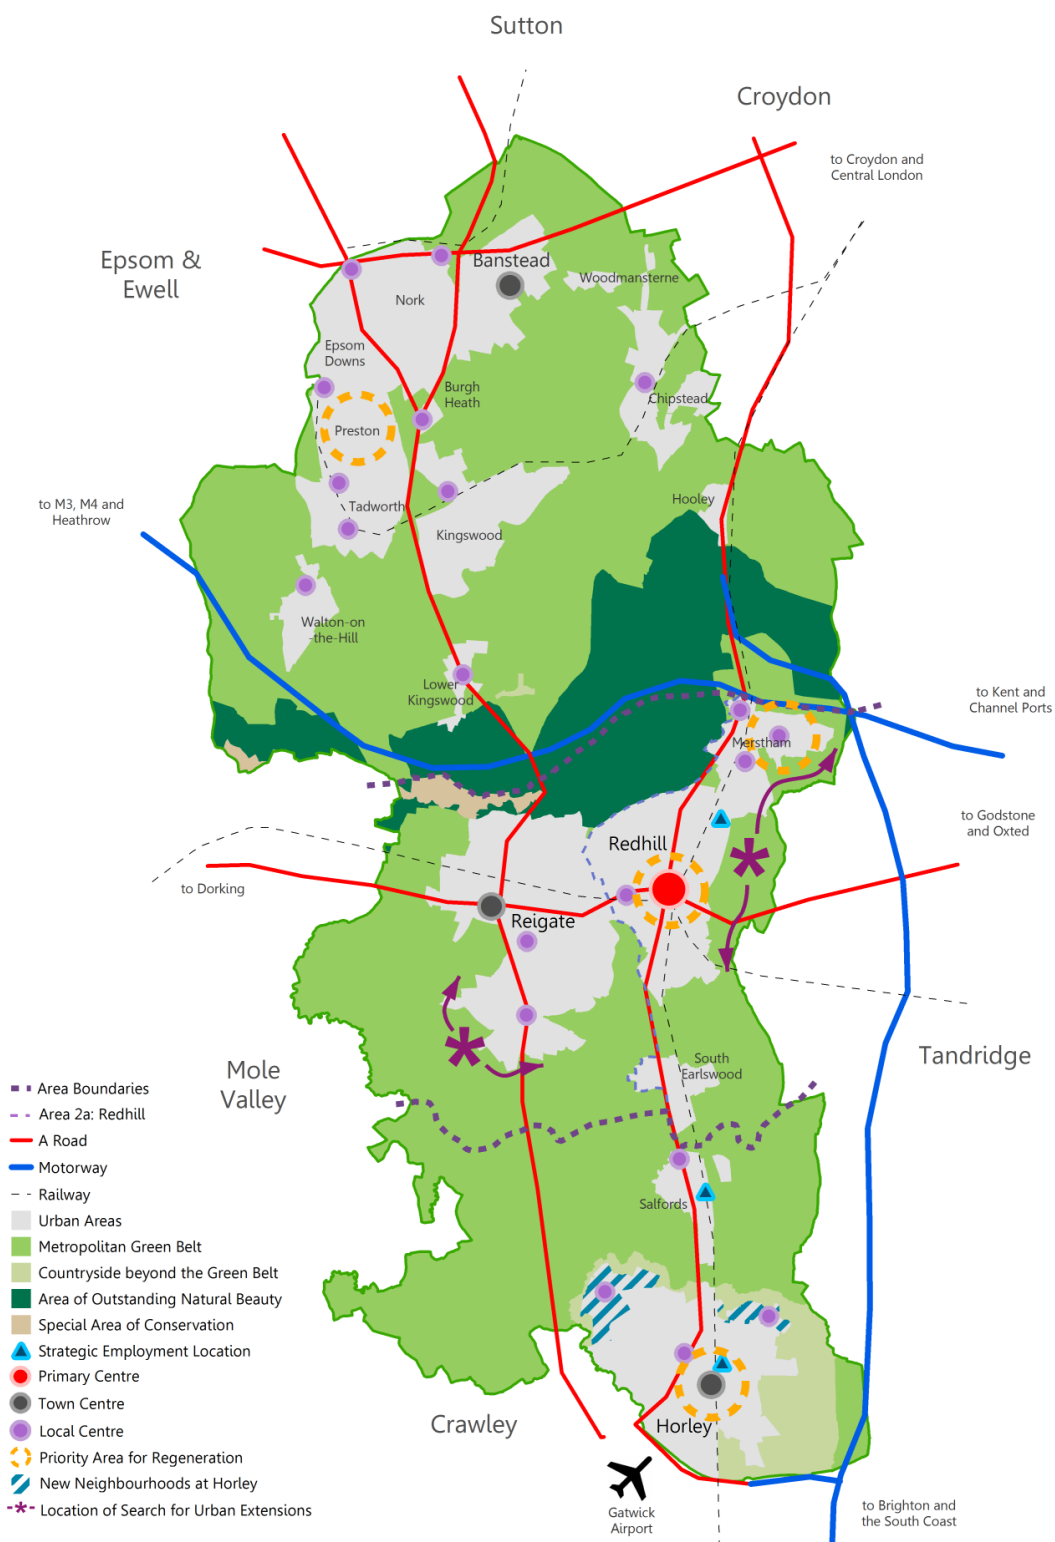 Sutton
Croydon
to Croydon and
Central London
Epsom &
Ewell
Banstead
Woodmansterne
Nork
Epsom
Downs
Burgh
Heath
Chipstead
Preston
to M3, M4 and
Heathrow
Tadworth
Hooley
Kingswood
Walton-on
-the-Hill
Lower
Kingswood
to Kent and
Channel Ports
Merstham
to Godstone
and Oxted
Redhill
to Dorking
Reigate
Mole
Valley
South
Earlswood
Tandridge
Salfords
Crawley
Horley
Gatwick
Airport
to Brighton and
the South Coast
Area Boundaries
Area 2a: Redhill
A Road
Motorway
Railway
Urban Areas
Metropolitan Green Belt
Countryside beyond the Green Belt
Area of Outstanding Natural Beauty
Special Area of Conservation
Strategic Employment Location
Primary Centre
Town Centre
Local Centre
Priority Area for Regeneration
New Neighbourhoods at Horley
Location of Search for Urban Extensions